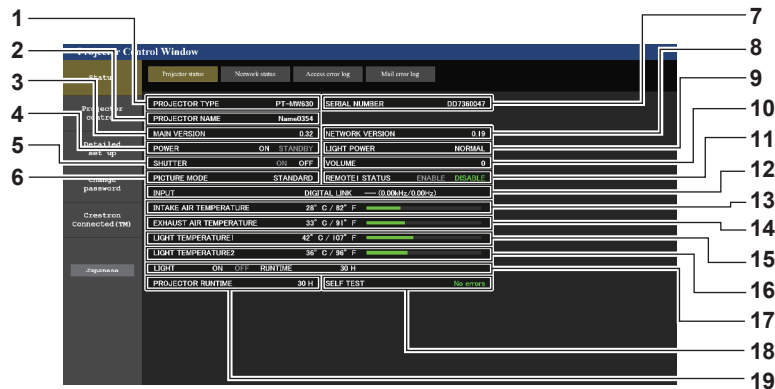 1
2
3
4
5
6
7
8
9
10
11
12
13
14
15
16
17
18
19
Projector Control Window
Status
Projector control
Detailed set up
Change password
Crestron Connected(TM)
Japanese
Projector status Network status Access error log Mail error log
PROJECTOR TYPE PT-MW630 SERIAL NUMBER DD7360047
PROJECTOR NAME Name0354
MAIN VERSION 0.32 NETWORK VERSION 0.19
POWER ON STANDBY LIGHT POWER NORMAL
SHUTTER ON OFF VOLUME 0
PICTURE MODE STANDARD REMOTE1 STATUS ENABLE DISABLE
INPUT DIGITAL LINK — (0.00kHz/0.00Hz)
INTAKE AIR TEMPERATURE 28° C / 82° F
EXHAUST AIR TEMPERATURE 33° C / 91° F
LIGHT TEMPERATURE1 42° C / 107° F
LIGHT TEMPERATURE2 36° C / 96° F
LIGHT ON OFF RUNTIME 30 H
PROJECTOR RUNTIME 30 H SELF TEST No errors